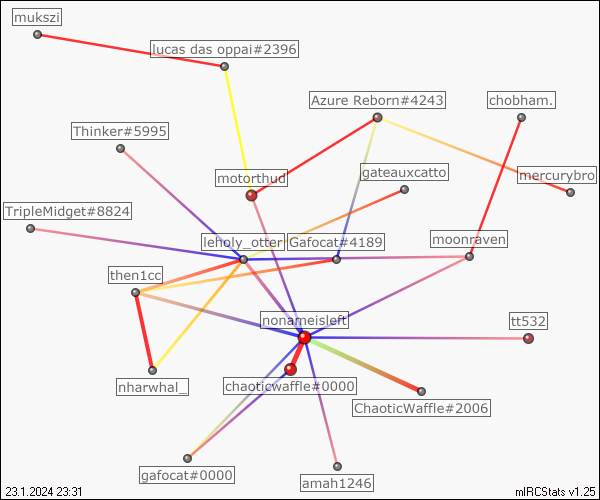 mukszi
lucas das oppai#2396
Azure Reborn#4243
chobham.
Thinker#5995
motorthud
gateauxcatto
mercurybro
TripleMidget#8824
leholy_otter
Gafocat#4189
moonraven
then1cc
nonameisleft
tt532
nharwhal_
chaoticwaffle#0000
ChaoticWaffle#2006
gafocat#0000
amah1246
23.1.2024 23:31
mIRCStats v1.25